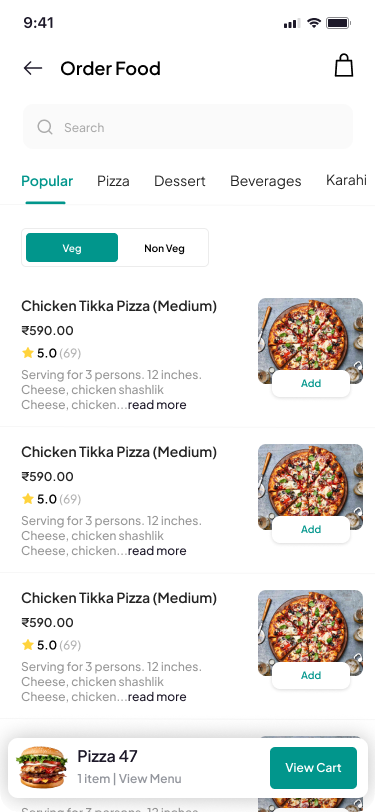 9:41
Order Food
Search
Popular Pizza Dessert Beverages Karahi
Veg Non Veg
Chicken Tikka Pizza (Medium)
₹590.00
5.0 (69)
Serving for 3 persons. 12 inches.
Cheese, chicken shashlik
Cheese, chicken...read more
Add
Chicken Tikka Pizza (Medium)
₹590.00
5.0 (69)
Serving for 3 persons. 12 inches.
Cheese, chicken shashlik
Cheese, chicken...read more
Add
Chicken Tikka Pizza (Medium)
₹590.00
5.0 (69)
Serving for 3 persons. 12 inches.
Cheese, chicken shashlik
Cheese, chicken...read more
Add
Pizza 47
1 item | View Menu
View Cart